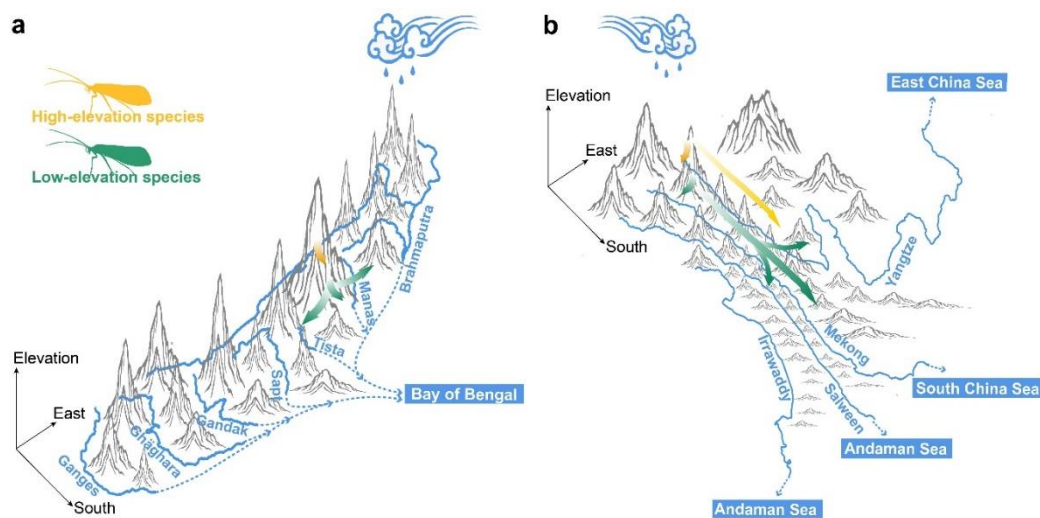 a
High-elevation species
Low-elevation species
Elevation
East
South
Ganges
Ghäghara
Gandak
Sapt
Tista
Manas
Brahmaputra
Bay of Bengal
b
Elevation
East
South
East China Sea
Yangtze
Mekong
Salween
Irrawaddy
South China Sea
Andaman Sea
Andaman Sea